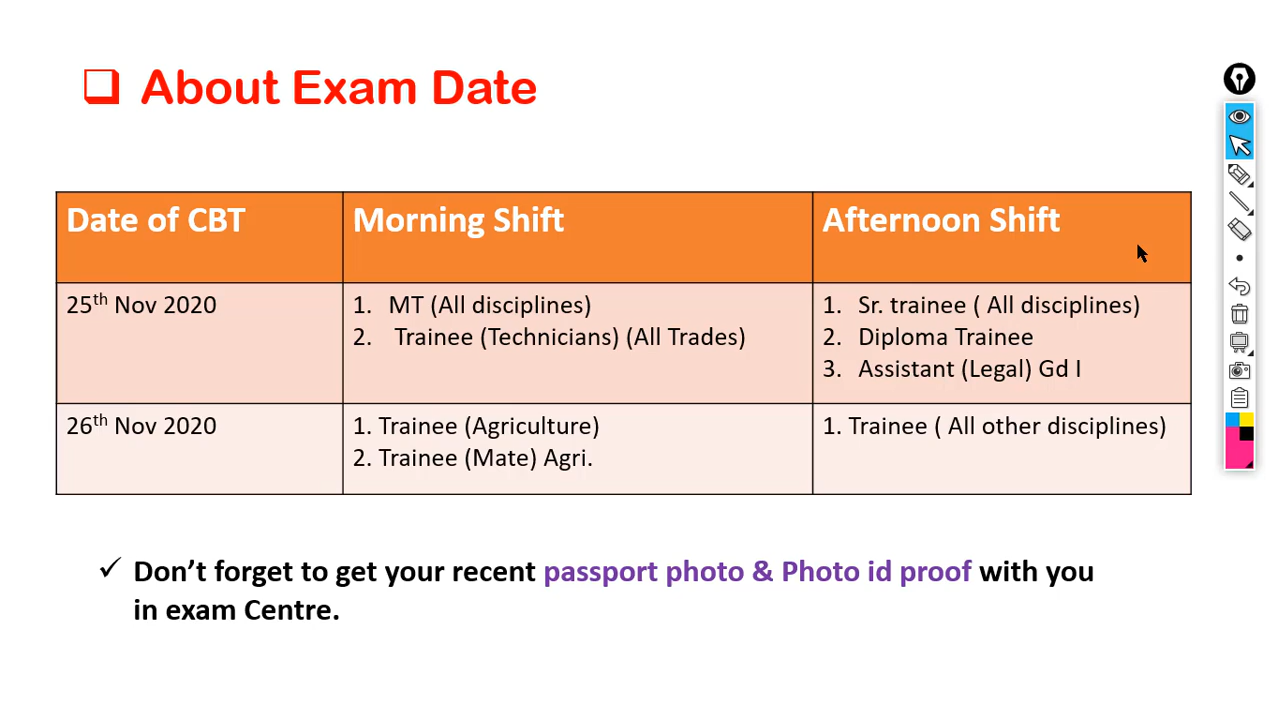 About Exam Date
Date of CBT
Morning Shift
Afternoon Shift
25th Nov 2020
1. MT (All disciplines)
2. Trainee (Technicians) (All Trades)
1. Sr. trainee ( All disciplines)
2. Diploma Trainee
3. Assistant (Legal) Gd I
26th Nov 2020
1. Trainee (Agriculture)
2. Trainee (Mate) Agri.
1. Trainee ( All other disciplines)
Don’t forget to get your recent passport photo & Photo id proof with you
in exam Centre.